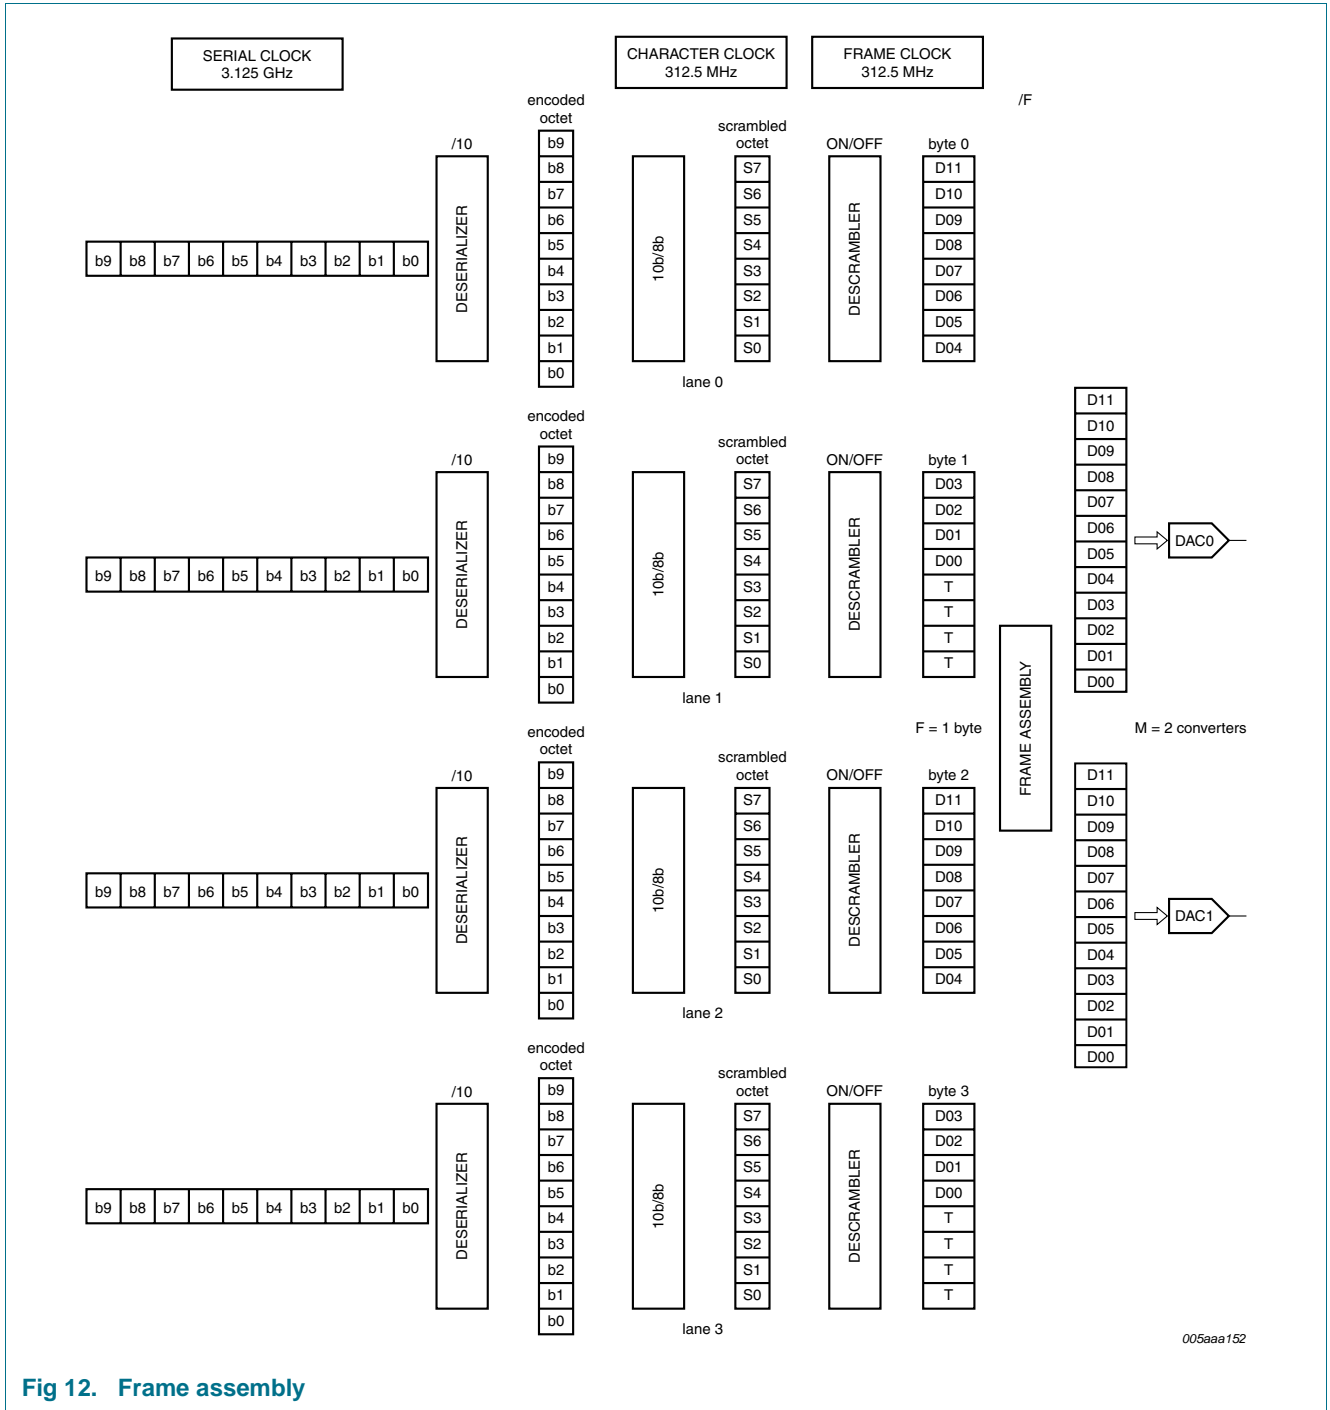 SERIAL CLOCK
3.125 GHz
CHARACTER CLOCK
312.5 MHz
FRAME CLOCK
312.5 MHz
/F
encoded
octet
/10
DESERIALIZER
b9 b8 b7 b6 b5 b4 b3 b2 b1 b0
b9
b8
b7
b6
b5
b4
b3
b2
b1
b0
10b/8b
lane 0
scrambled
octet
S7
S6
S5
S4
S3
S2
S1
S0
ON/OFF
DESCRAMBLER
byte 0
D11
D10
D09
D08
D07
D06
D05
D04
encoded
octet
/10
DESERIALIZER
b9 b8 b7 b6 b5 b4 b3 b2 b1 b0
b9
b8
b7
b6
b5
b4
b3
b2
b1
b0
10b/8b
lane 1
scrambled
octet
S7
S6
S5
S4
S3
S2
S1
S0
ON/OFF
DESCRAMBLER
byte 1
D03
D02
D01
D00
T
T
T
T
F = 1 byte
encoded
octet
/10
DESERIALIZER
b9 b8 b7 b6 b5 b4 b3 b2 b1 b0
b9
b8
b7
b6
b5
b4
b3
b2
b1
b0
10b/8b
lane 2
scrambled
octet
S7
S6
S5
S4
S3
S2
S1
S0
ON/OFF
DESCRAMBLER
byte 2
D11
D10
D09
D08
D07
D06
D05
D04
encoded
octet
/10
DESERIALIZER
b9 b8 b7 b6 b5 b4 b3 b2 b1 b0
b9
b8
b7
b6
b5
b4
b3
b2
b1
b0
10b/8b
lane 3
scrambled
octet
S7
S6
S5
S4
S3
S2
S1
S0
ON/OFF
DESCRAMBLER
byte 3
D03
D02
D01
D00
T
T
T
T
FRAME ASSEMBLY
D11
D10
D09
D08
D07
D06
D05
D04
D03
D02
D01
D00
DAC0
M = 2 converters
D11
D10
D09
D08
D07
D06
D05
D04
D03
D02
D01
D00
DAC1
005aaa152
Fig 12. Frame assembly